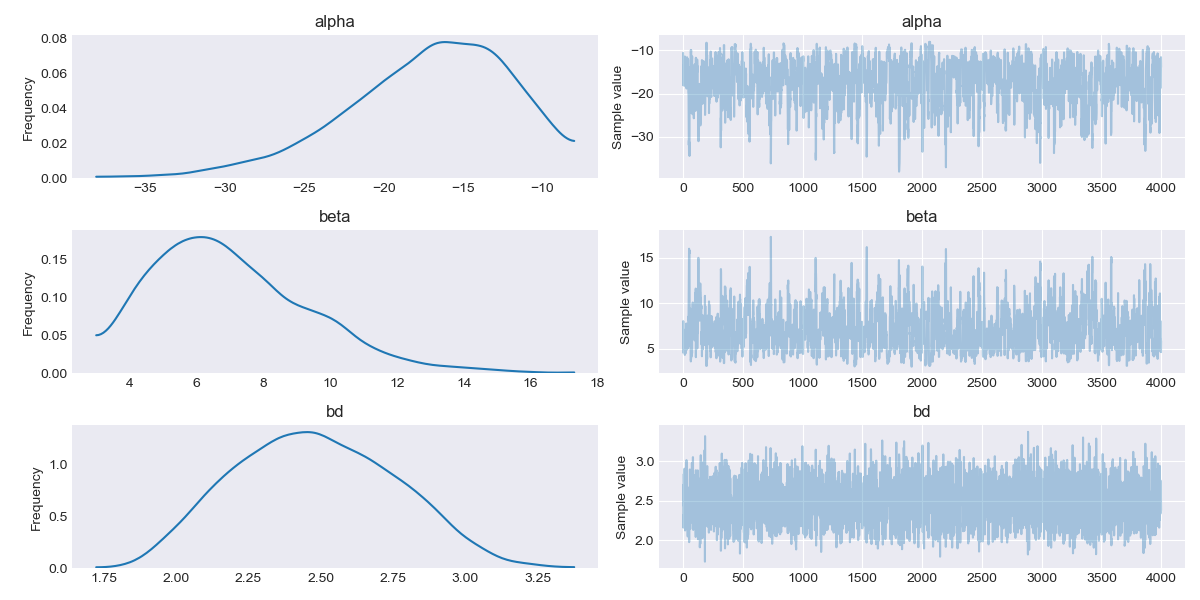 alpha
alpha
Frequency
0.08
0.06
0.04
0.02
0.00
−35 −30 −25 −20 −15 −10
Sample value
−10
−20
−30
0 500 1000 1500 2000 2500 3000 3500 4000
beta
beta
Frequency
0.15
0.10
0.05
0.00
4 6 8 10 12 14 16 18
Sample value
15
10
5
0 500 1000 1500 2000 2500 3000 3500 4000
bd
bd
Frequency
1.0
0.5
0.0
1.75 2.00 2.25 2.50 2.75 3.00 3.25
Sample value
3.0
2.5
2.0
0 500 1000 1500 2000 2500 3000 3500 4000